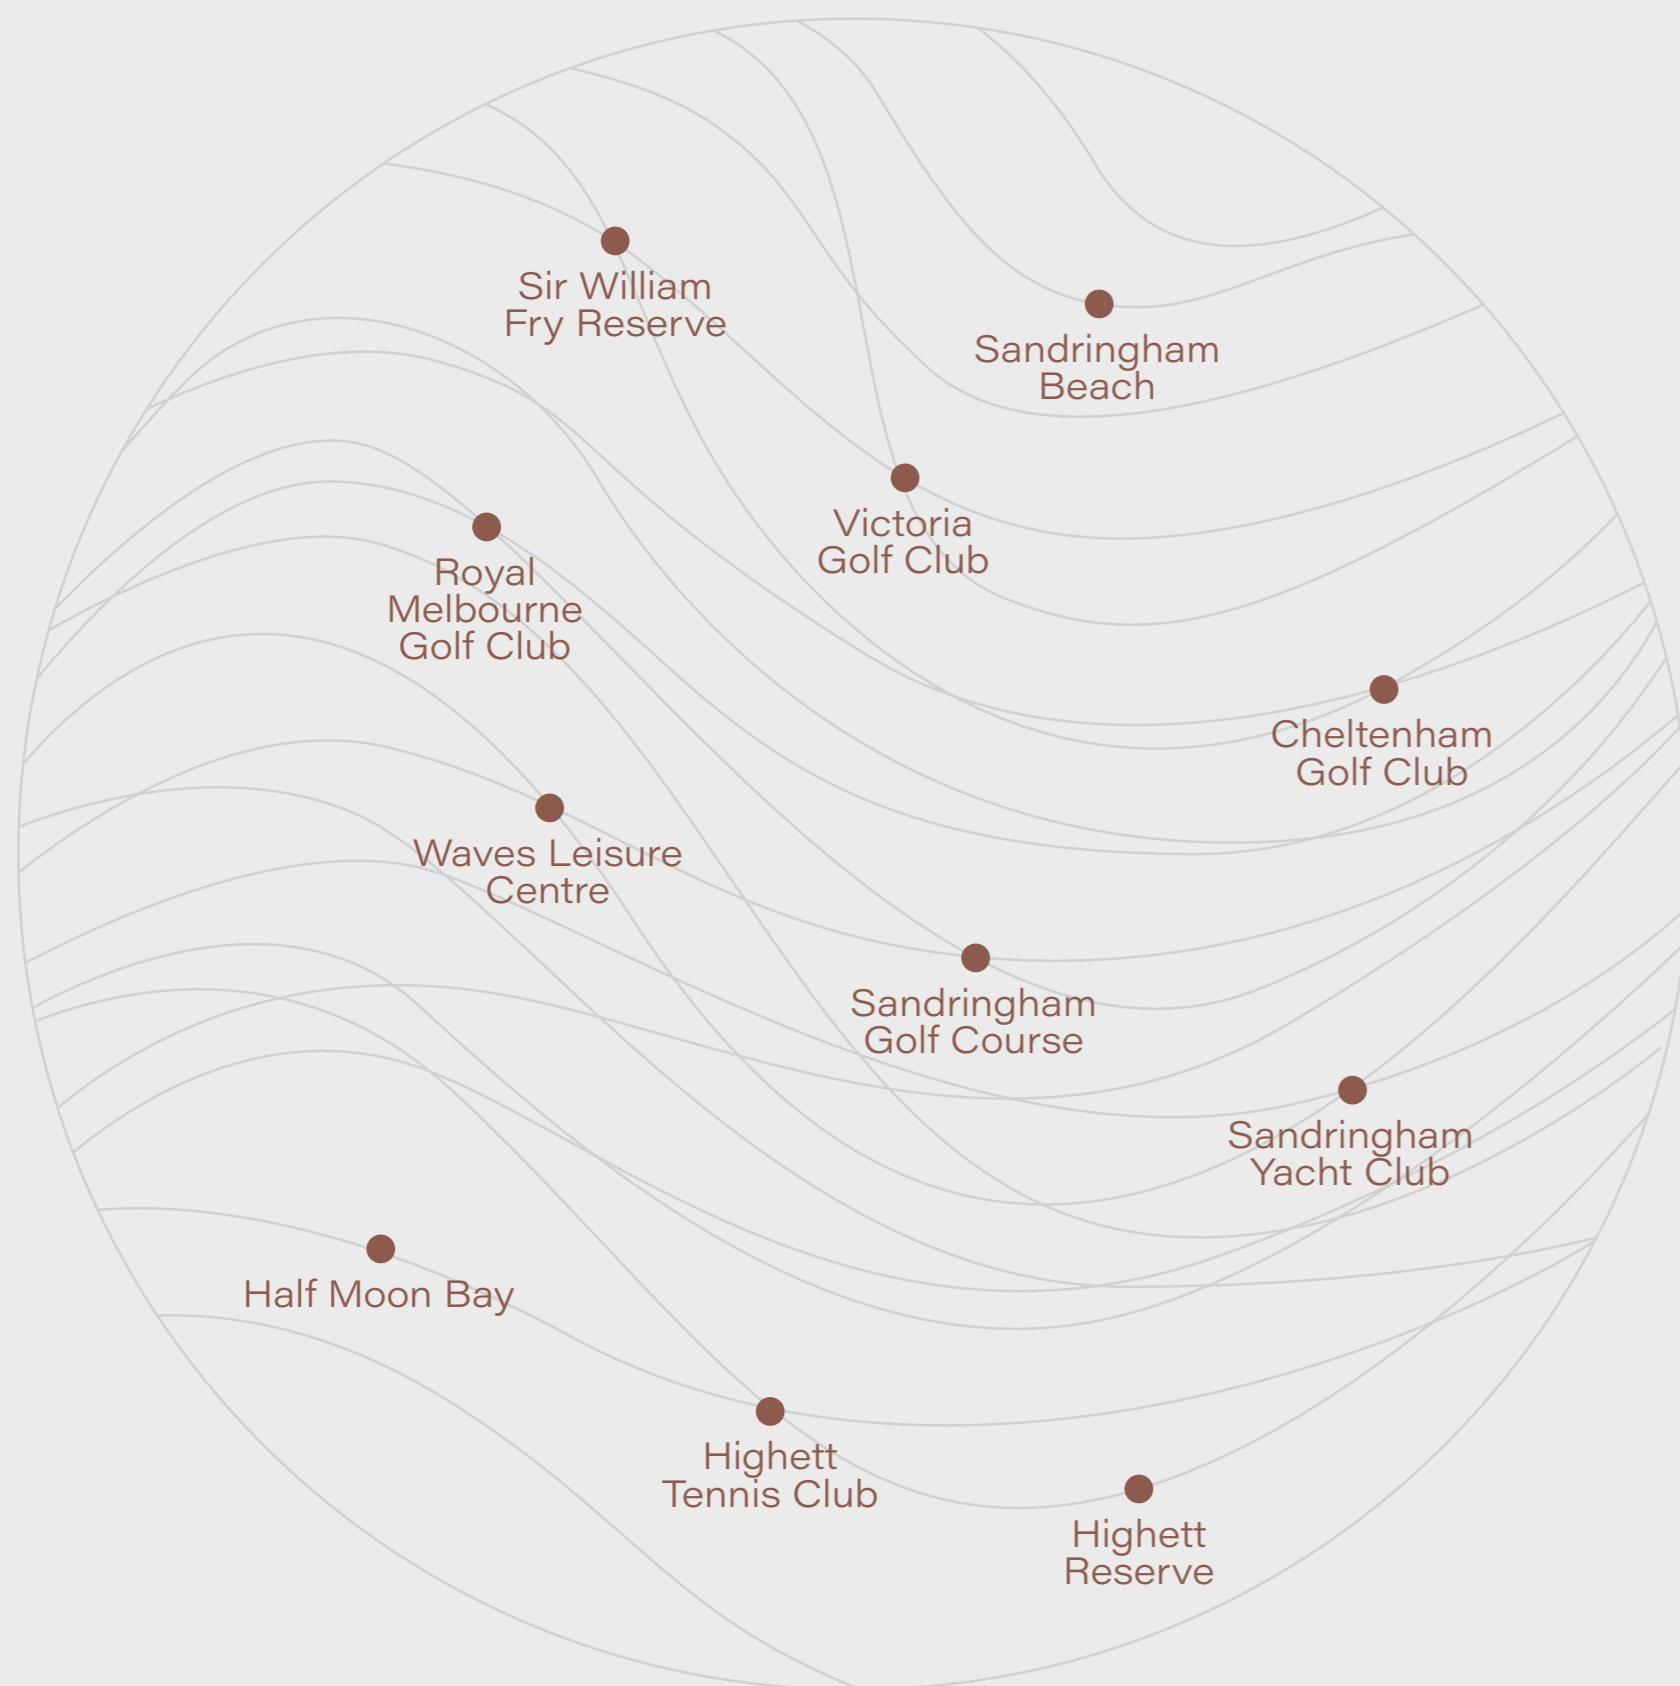 Sir William
Fry Reserve
Sandringham
Beach
Victoria
Golf Club
Royal
Melbourne
Golf Club
Cheltenham
Golf Club
Waves Leisure
Centre
Sandringham
Golf Course
Sandringham
Yacht Club
Half Moon Bay
Highett
Tennis Club
Highett
Reserve